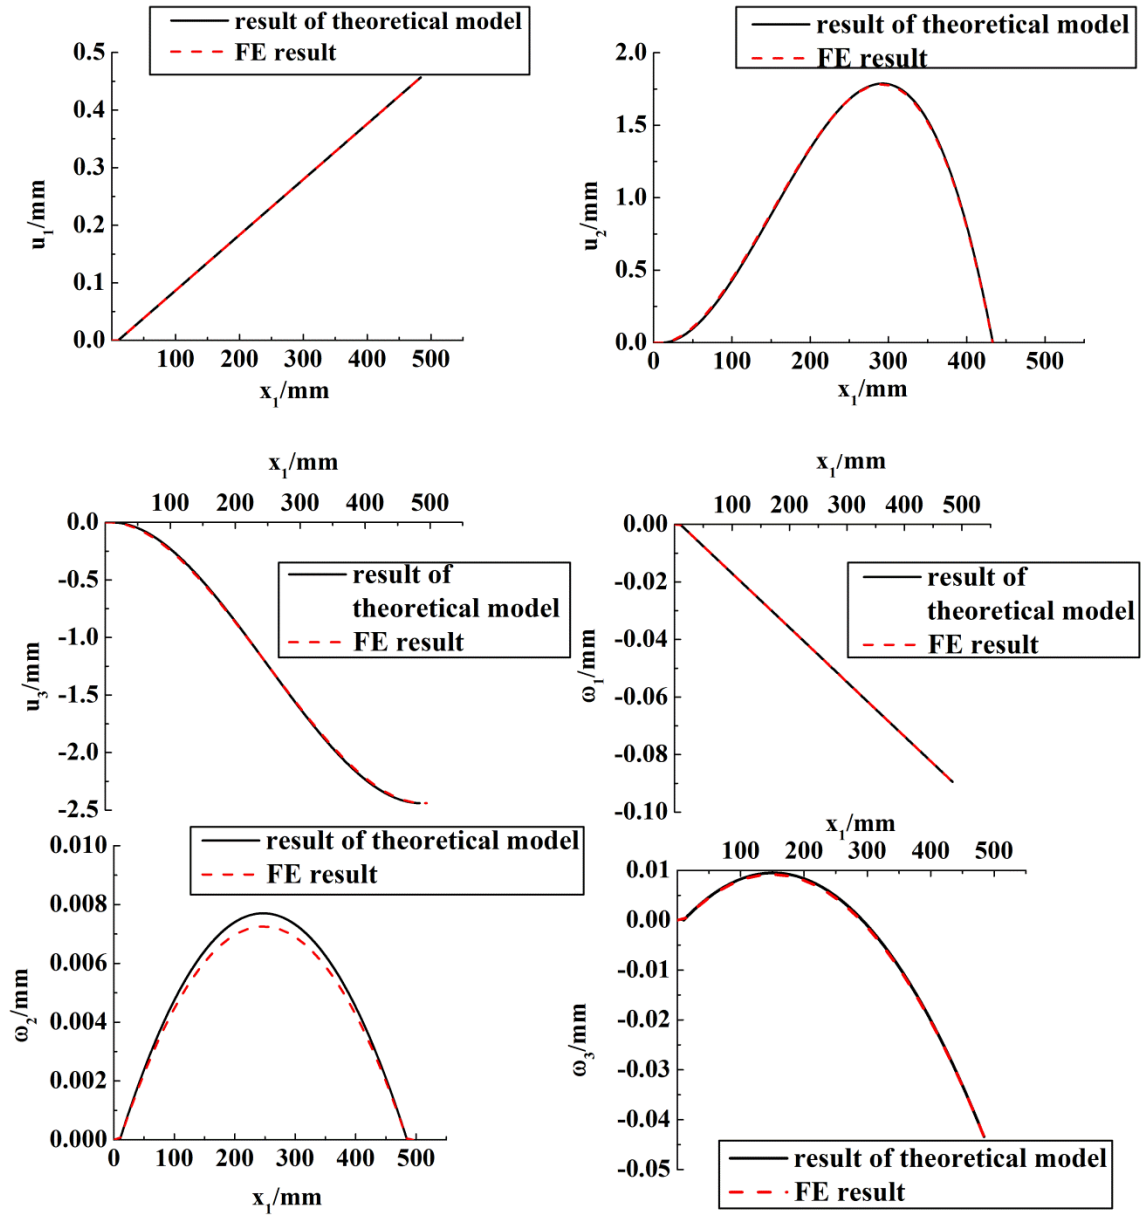 result of theoretical model
FE result
0.5
0.4
0.3
0.2
0.1
0.0
u1/mm
100 200 300 400 500
x1/mm
result of theoretical model
FE result
2.0
1.5
1.0
0.5
0.0
u2/mm
0 100 200 300 400 500
x1/mm
x1/mm
100 200 300 400 500
0.0
-0.5
-1.0
-1.5
-2.0
-2.5
u3/mm
result of
theoretical model
FE result
x1/mm
100 200 300 400 500
0.00
-0.02
-0.04
-0.06
-0.08
-0.10
ω1/mm
result of
theoretical model
FE result
result of theoretical model
FE result
0.010
0.008
0.006
0.004
0.002
0.000
ω2/mm
0 100 200 300 400 500
x1/mm
x1/mm
100 200 300 400 500
0.01
0.00
-0.01
-0.02
-0.03
-0.04
-0.05
ω3/mm
result of theoretical model
FE result